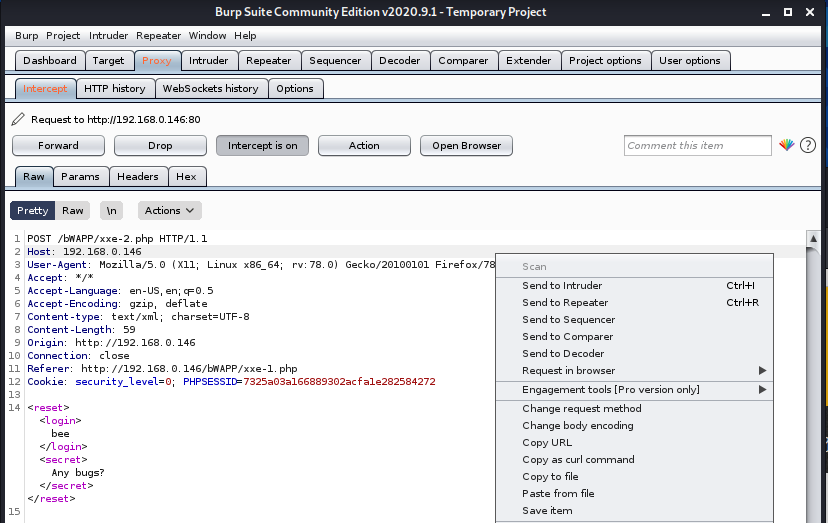 Burp Suite Community Edition v2020.9.1 - Temporary Project
Burp Project Intruder Repeater Window Help
Dashboard Target Proxy Intruder Repeater Sequencer Decoder Comparer Extender Project options User options
Intercept HTTP history WebSockets history Options
Request to http://192.168.0.146:80
Forward Drop Intercept is on Action Open Browser Comment this item ?
Raw Params Headers Hex
Pretty Raw \n Actions
1 POST /bWAPP/xxe-2.php HTTP/1.1
2 Host: 192.168.0.146
3 User-Agent: Mozilla/5.0 (X11; Linux x86_64; rv:78.0) Gecko/20100101 Firefox/78
4 Accept: */*
5 Accept-Language: en-US,en;q=0.5
6 Accept-Encoding: gzip, deflate
7 Content-type: text/xml; charset=UTF-8
8 Content-Length: 59
9 Origin: http://192.168.0.146
10 Connection: close
11 Referer: http://192.168.0.146/bWAPP/xxe-1.php
12 Cookie: security_level=0; PHPSESSID=7325a03a166889302acfa1e282584272
13
14 <reset>
<login>
bee
</login>
<secret>
Any bugs?
</secret>
</reset>
15
Scan
Send to Intruder Ctrl+I
Send to Repeater Ctrl+R
Send to Sequencer
Send to Comparer
Send to Decoder
Request in browser
Engagement tools [Pro version only]
Change request method
Change body encoding
Copy URL
Copy as curl command
Copy to file
Paste from file
Save item